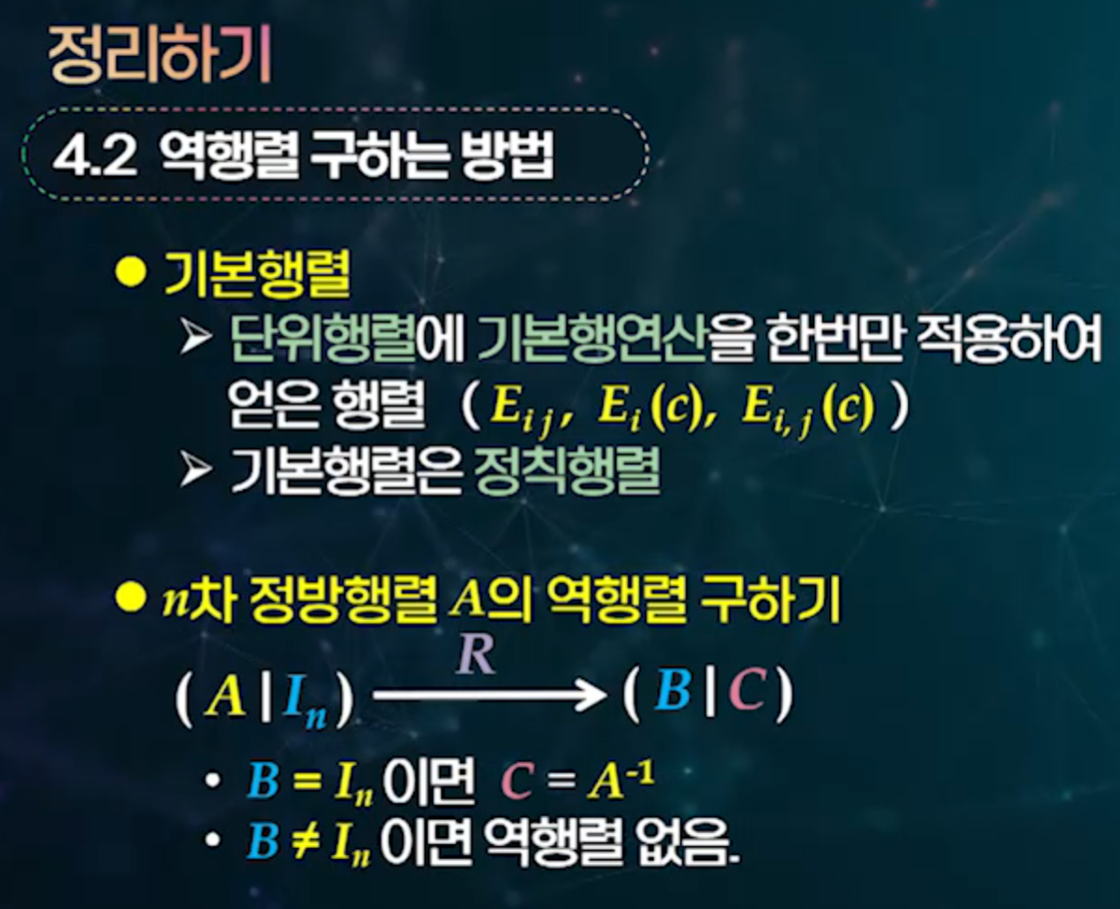 정리하기
4.2 역행렬 구하는 방법
● 기본행렬
➢ 단위행렬에 기본행연산을 한번만 적용하여
얻은 행렬 ( E_{ij}, E_i(c), E_{i,j}(c) )
➢ 기본행렬은 정칙행렬
● n차 정방행렬 A의 역행렬 구하기
R
( A | I_n ) → ( B | C )
• B = I_n 이면 C = A^{-1}
• B ≠ I_n 이면 역행렬 없음.